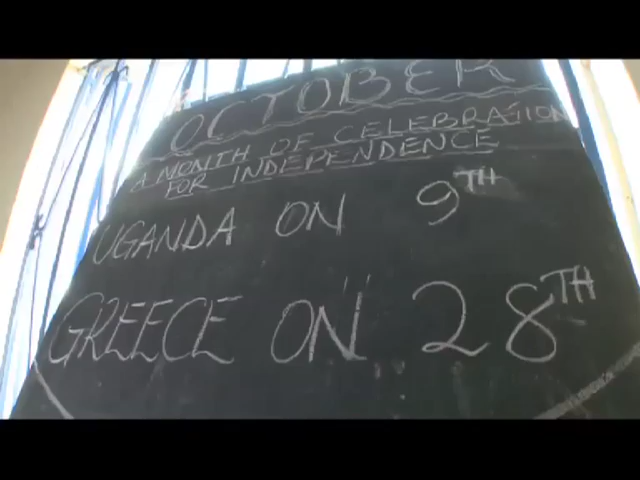 OCTOBER
A MONTH OF CELEBRATION
FOR INDEPENDENCE
UGANDA ON 9TH
GREECE ON 28TH